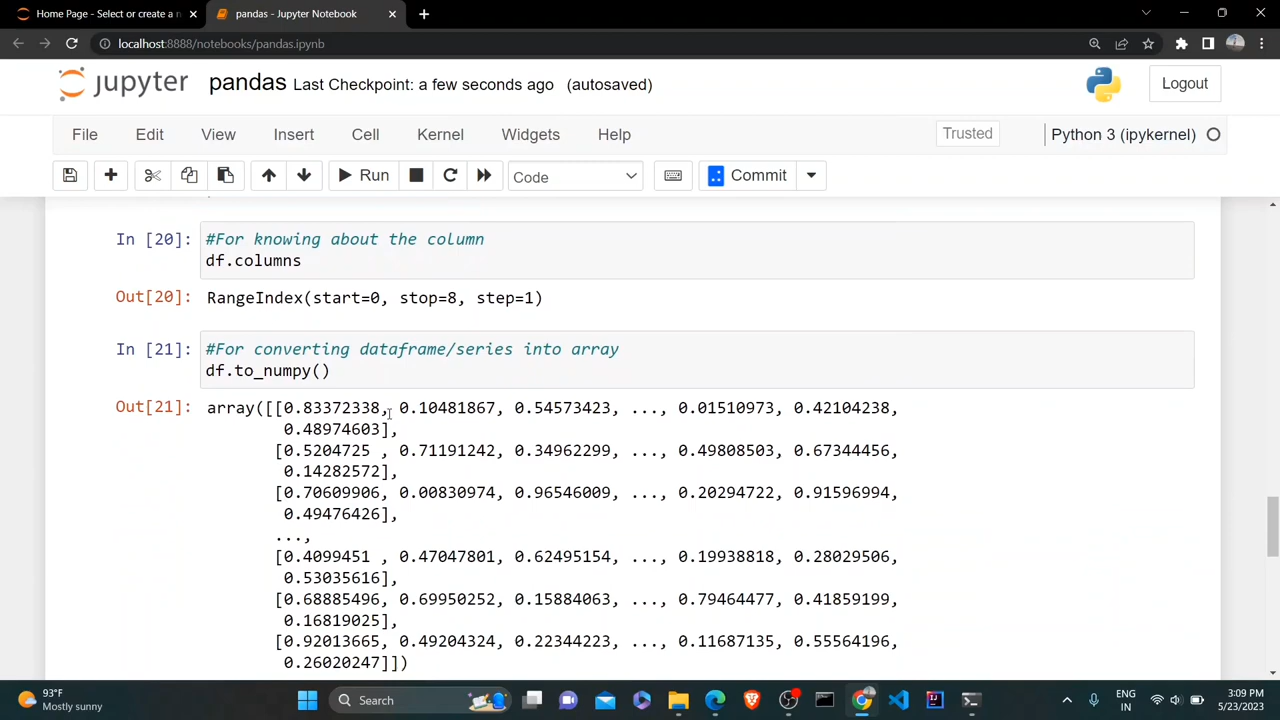 Home Page - Select or create a n
pandas - Jupyter Notebook
localhost:8888/notebooks/pandas.ipynb
jupyter pandas Last Checkpoint: a few seconds ago (autosaved)
Logout
File Edit View Insert Cell Kernel Widgets Help
Trusted
Python 3 (ipykernel)
Run
Code
Commit
In [20]: #For knowing about the column
df.columns
Out[20]: RangeIndex(start=0, stop=8, step=1)
In [21]: #For converting dataframe/series into array
df.to_numpy()
Out[21]: array([[0.83372338, 0.10481867, 0.54573423, ..., 0.01510973, 0.42104238,
0.48974603],
[0.5204725 , 0.71191242, 0.34962299, ..., 0.49808503, 0.67344456,
0.14282572],
[0.70609906, 0.00830974, 0.96546009, ..., 0.20294722, 0.91596994,
0.49476426],
...,
[0.4099451 , 0.47047801, 0.62495154, ..., 0.19938818, 0.28029506,
0.53035616],
[0.68885496, 0.69950252, 0.15884063, ..., 0.79464477, 0.41859199,
0.16819025],
[0.92013665, 0.49204324, 0.22344223, ..., 0.11687135, 0.55564196,
0.26020247]])
93°F
Mostly sunny
Search
ENG
IN
3:09 PM
5/23/2023